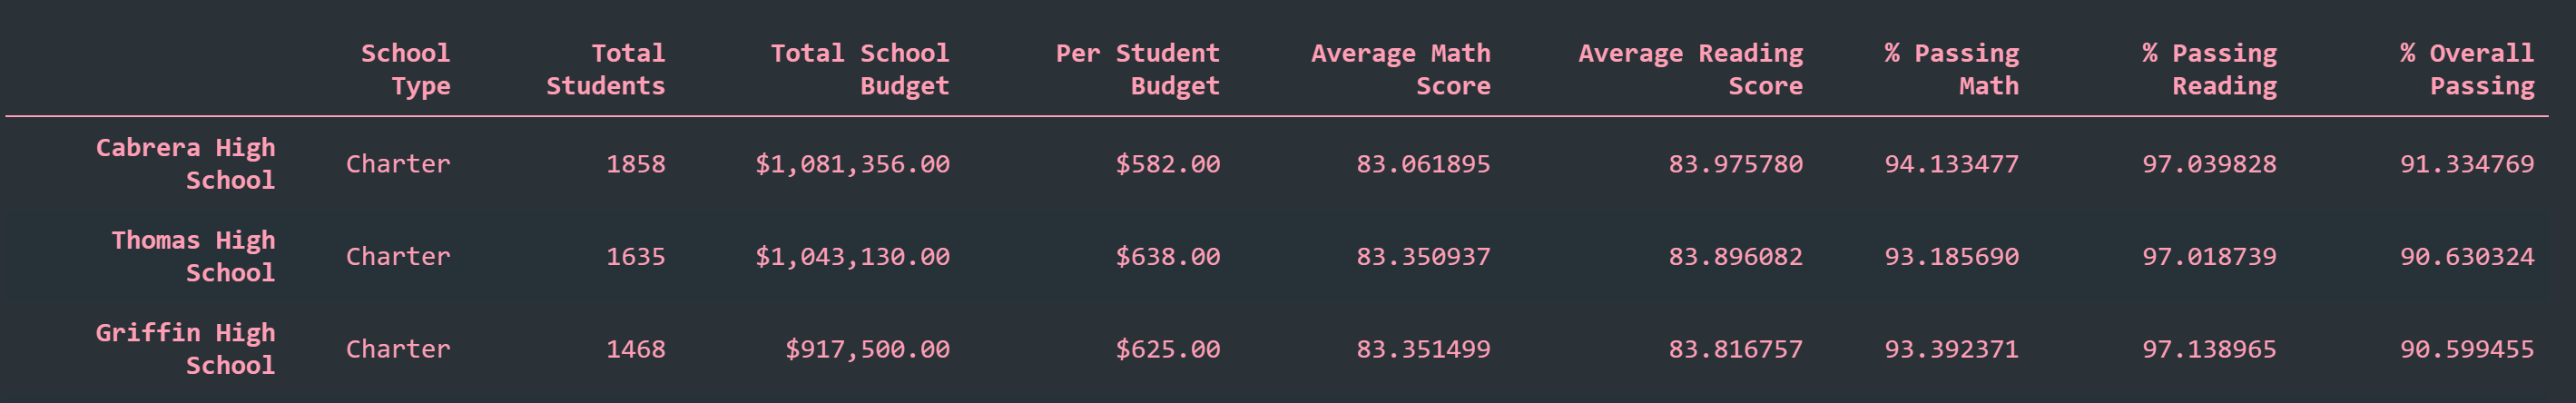 School Total Total School Per Student Average Math Average Reading % Passing % Passing % Overall
Type Students Budget Budget Score Score Math Reading Passing
Cabrera High
School Charter 1858 $1,081,356.00 $582.00 83.061895 83.975780 94.133477 97.039828 91.334769
Thomas High
School Charter 1635 $1,043,130.00 $638.00 83.350937 83.896082 93.185690 97.018739 90.630324
Griffin High
School Charter 1468 $917,500.00 $625.00 83.351499 83.816757 93.392371 97.138965 90.599455